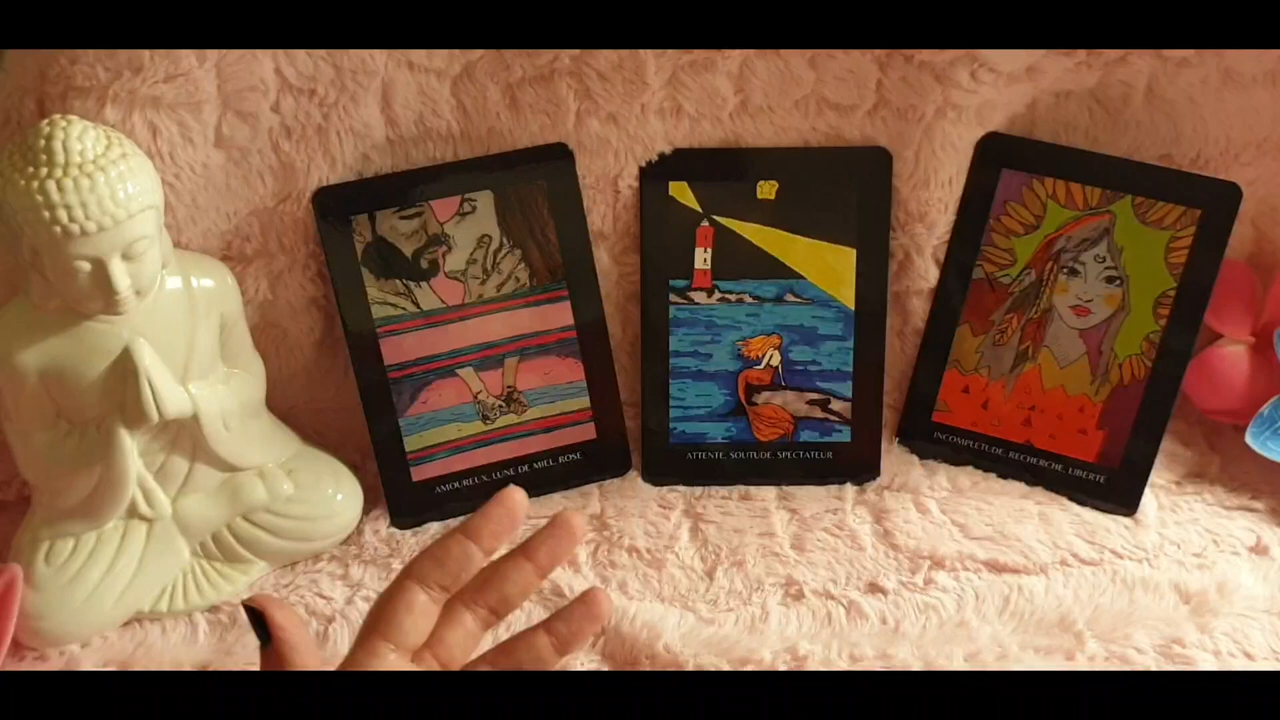 AMOUREUX, LUNE DE MIEL, ROSE
ATTENTE, SOLITUDE, SPECTATEUR
INCOMPLETUDE, RECHERCHE, LIBERTE